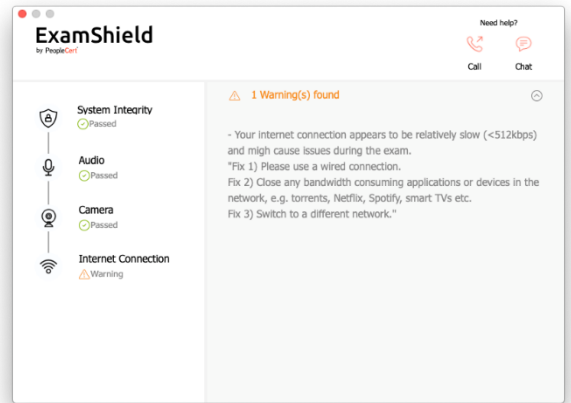 ExamShield
by PeopleCert
Need help?
Call
Chat
System Integrity
Passed
Audio
Passed
Camera
Passed
Internet Connection
Warning
1 Warning(s) found
- Your internet connection appears to be relatively slow (<512kbps)
and migh cause issues during the exam.
"Fix 1) Please use a wired connection.
Fix 2) Close any bandwidth consuming applications or devices in the
network, e.g. torrents, Netflix, Spotify, smart TVs etc.
Fix 3) Switch to a different network."